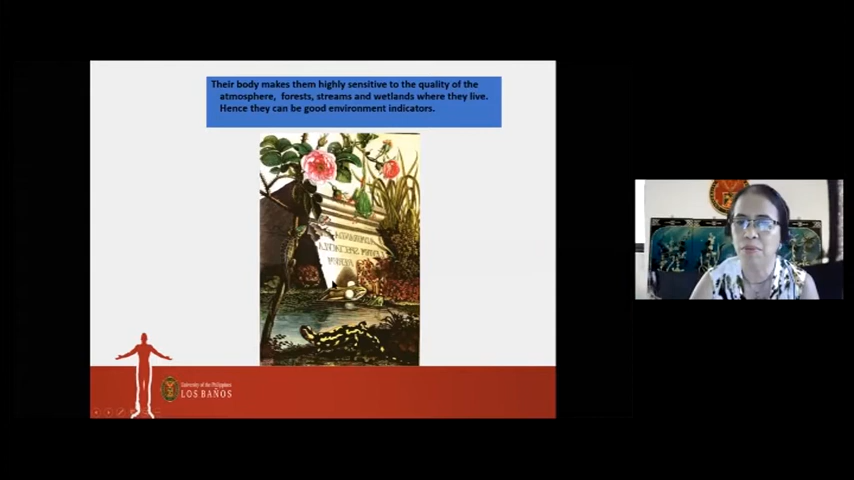 Their body makes them highly sensitive to the quality of the
atmosphere, forests, streams and wetlands where they live.
Hence they can be good environment indicators.
University of the Philippines
LOS BAÑOS